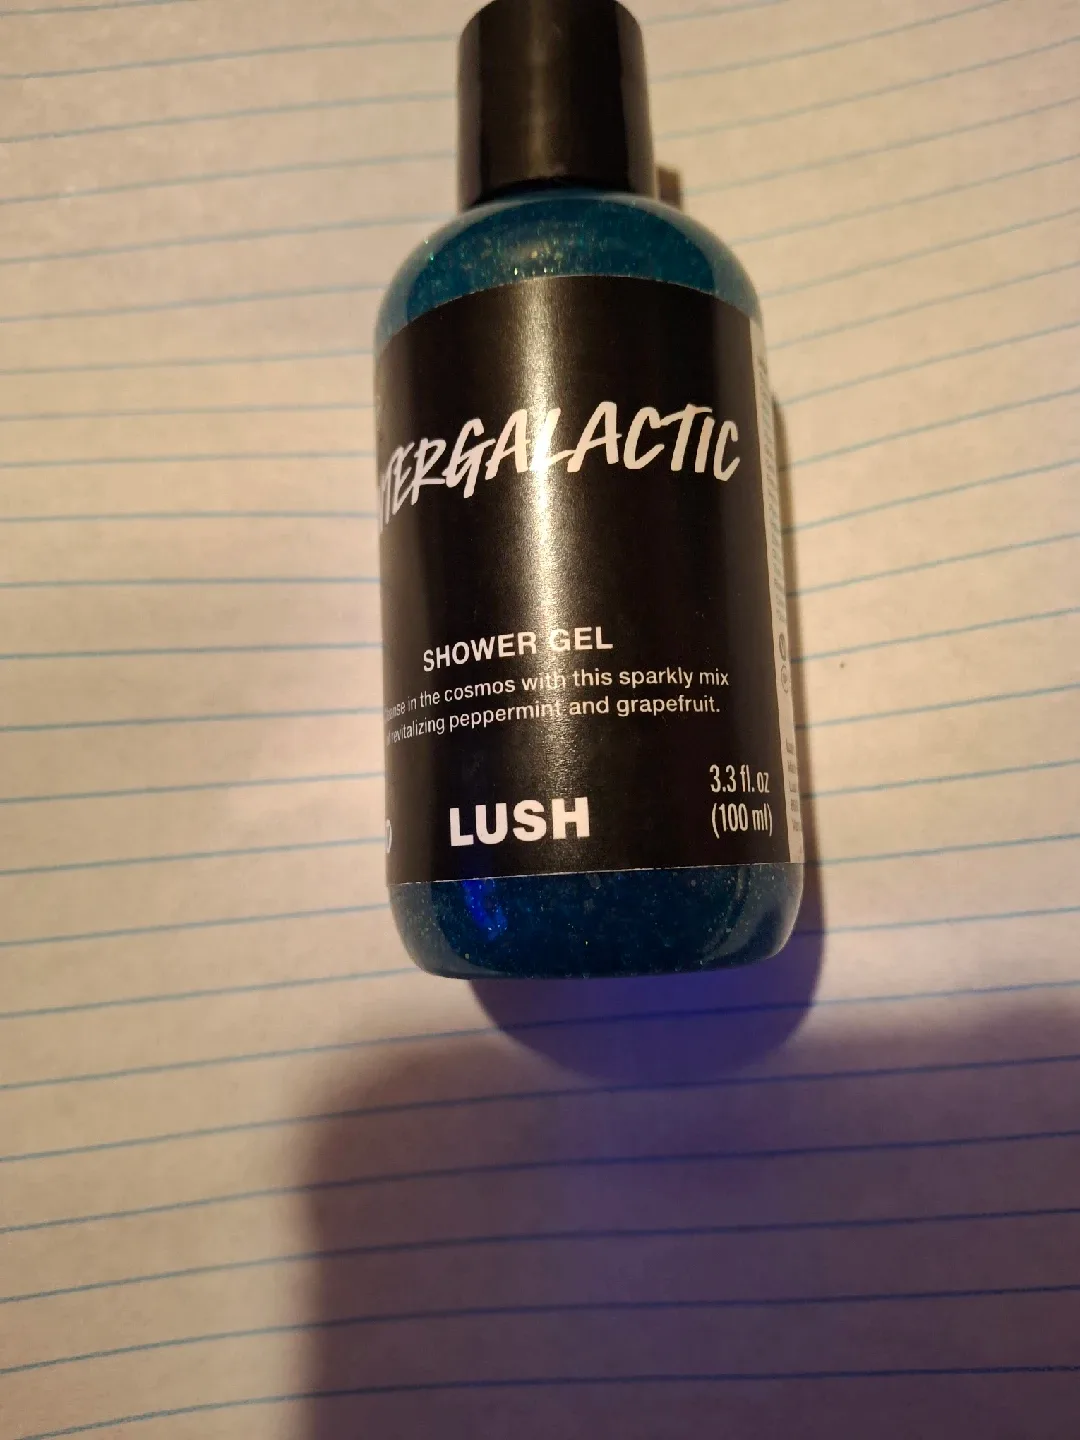 NTERGALACTIC
SHOWER GEL
in the cosmos with this sparkly mix
revitalizing peppermint and grapefruit.
LUSH
3.3 fl. oz
(100 ml)